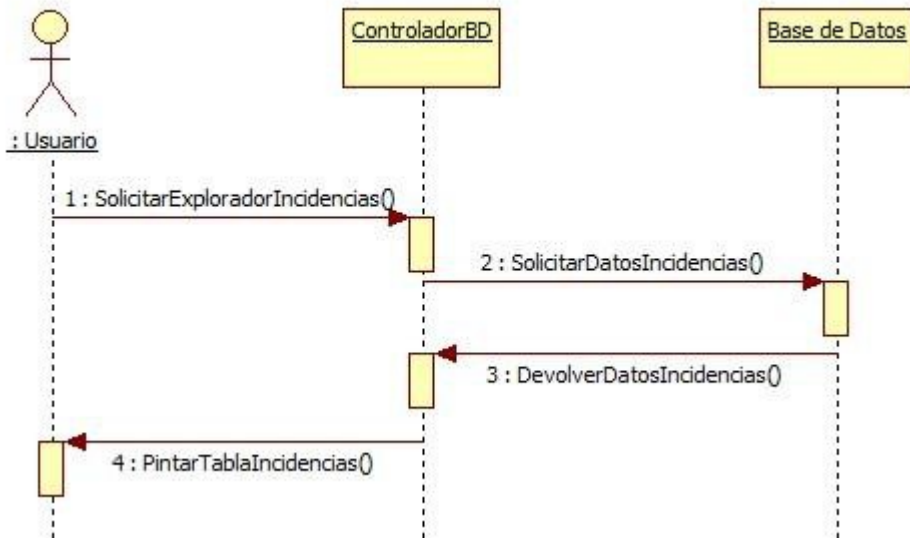 ControladorBD
Base de Datos
: Usuario
1 : SolicitarExploradorIncidencias()
2 : SolicitarDatosIncidencias()
3 : DevolverDatosIncidencias()
4 : PintarTablaIncidencias()